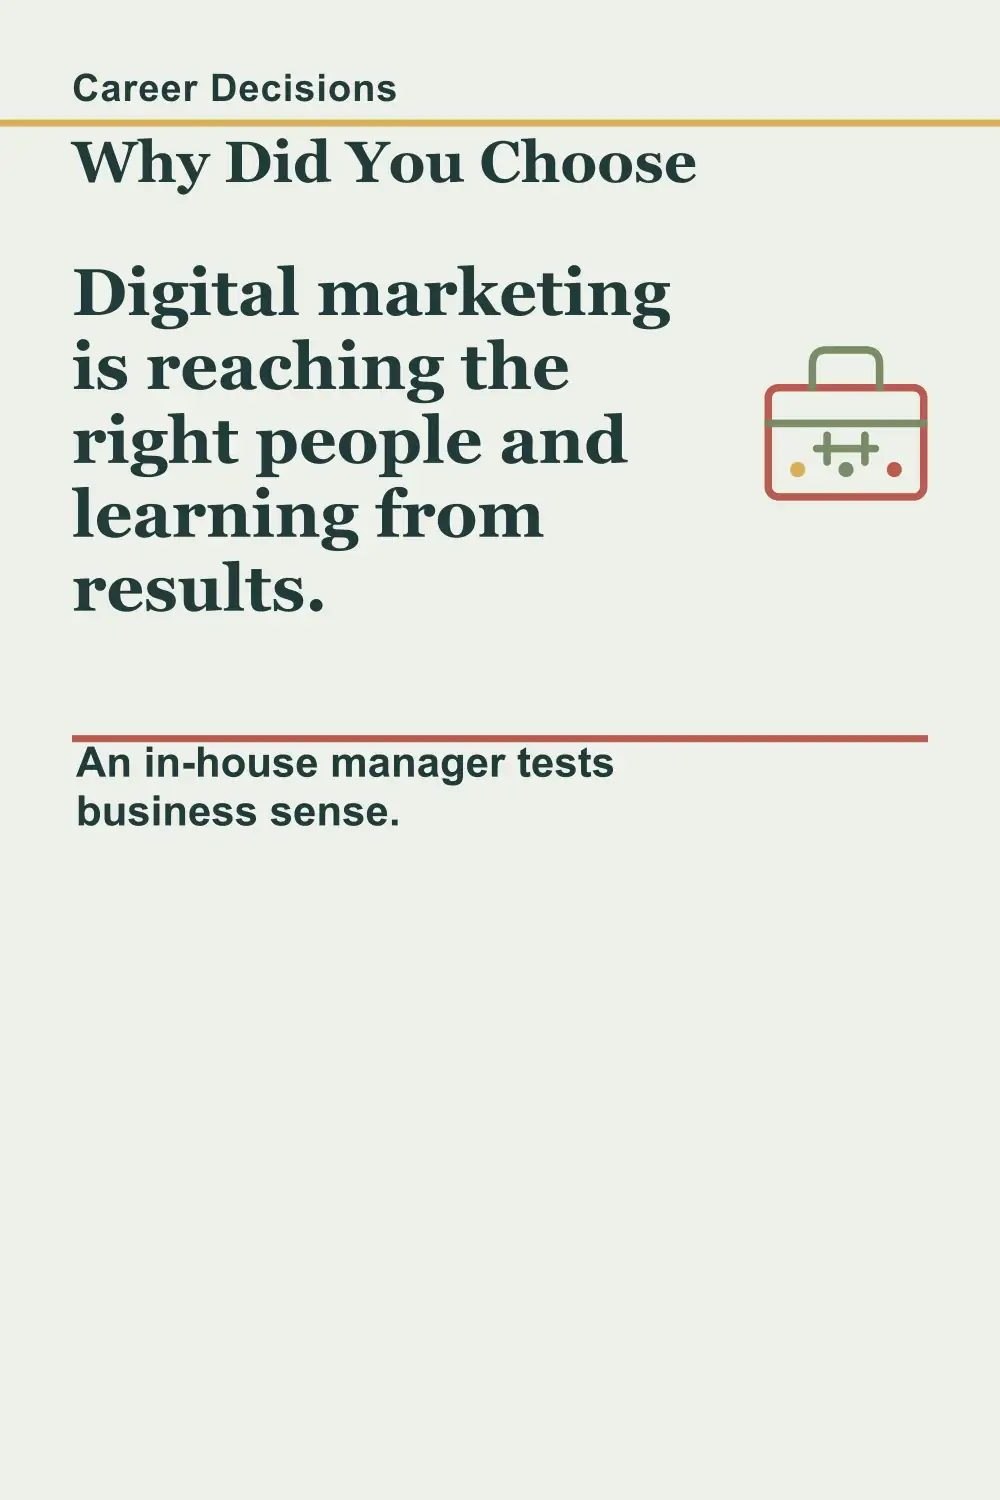 Career Decisions
Why Did You Choose
Digital marketing
is reaching the
right people and
learning from
results.
An in-house manager tests
business sense.